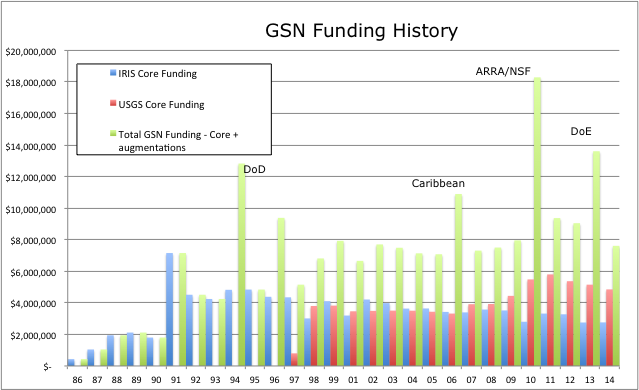 GSN Funding History
$20,000,000
$18,000,000
$16,000,000
$14,000,000
$12,000,000
$10,000,000
$8,000,000
$6,000,000
$4,000,000
$2,000,000
$-
IRIS Core Funding
USGS Core Funding
Total GSN Funding - Core +
augmentations
DoD
Caribbean
ARRA/NSF
DoE
86 87 88 89 90 91 92 93 94 95 96 97 98 99 01 02 03 04 05 06 07 08 09 10 11 12 13 14